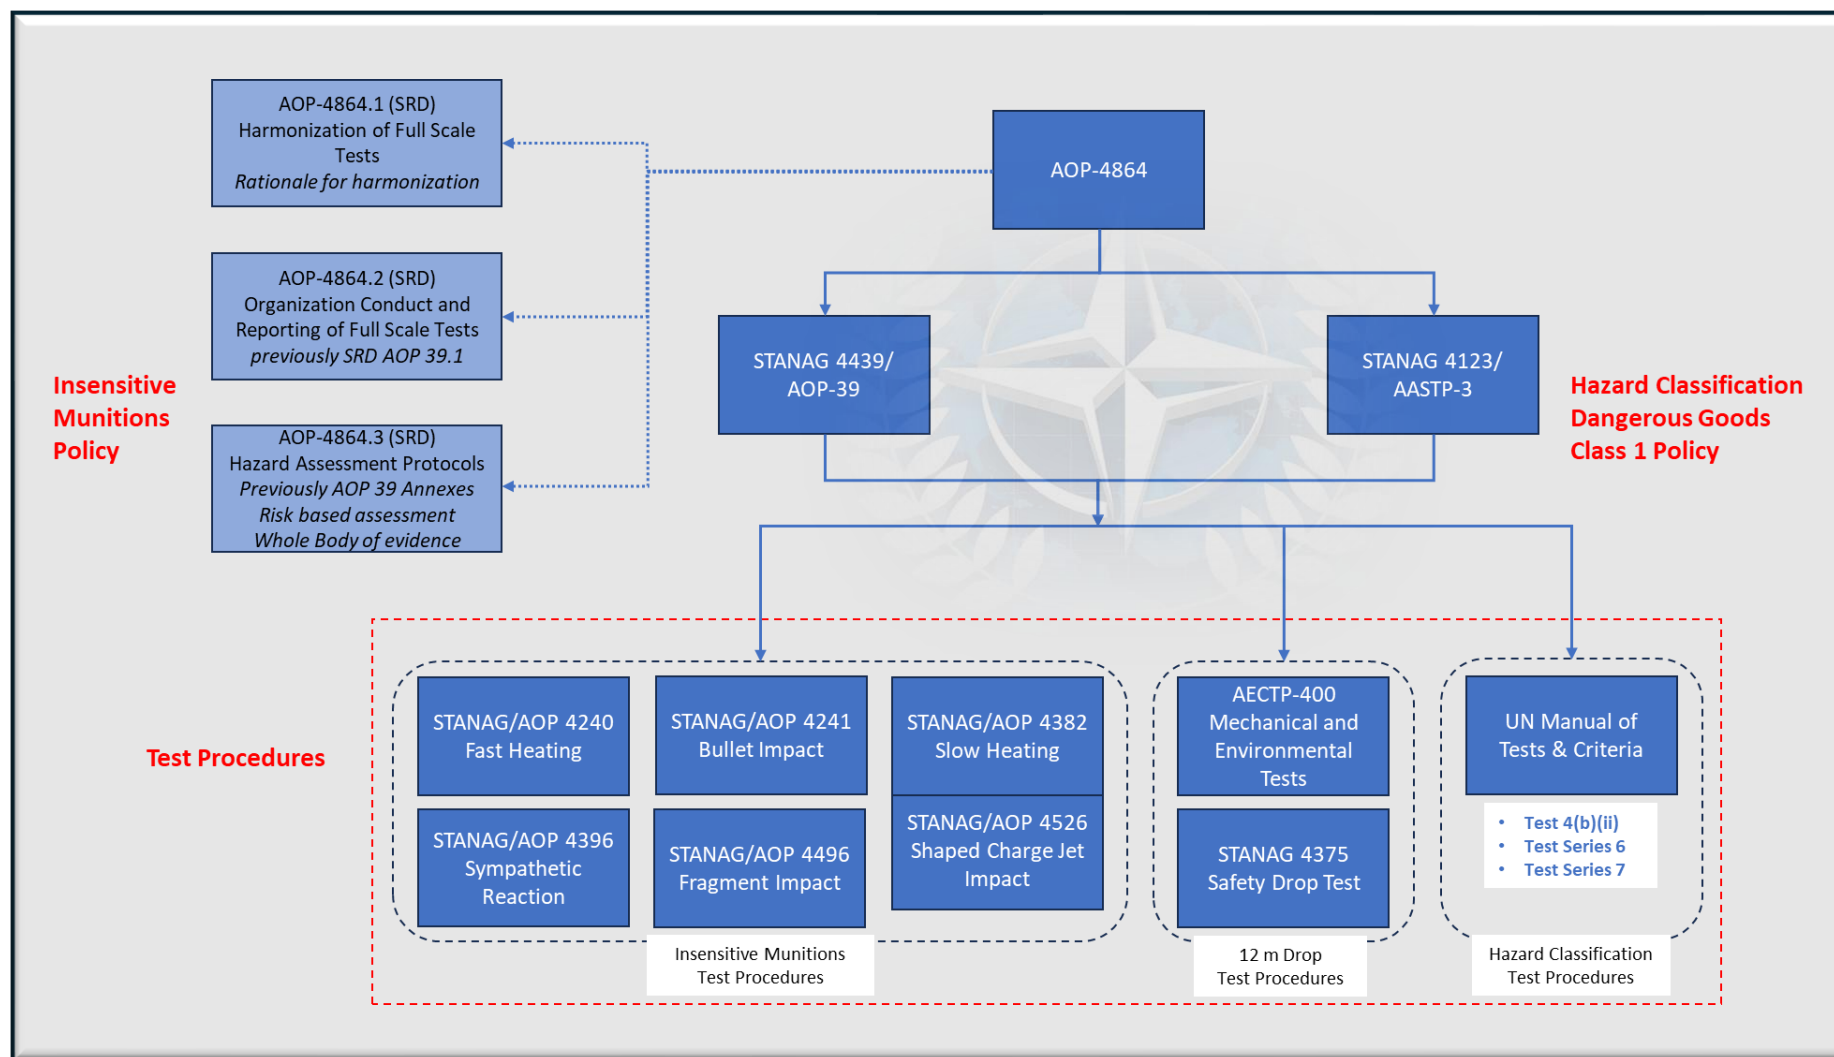 AOP-4864.1 (SRD)
Harmonization of Full Scale
Tests
Rationale for harmonization
AOP-4864
AOP-4864.2 (SRD)
Organization Conduct and
Reporting of Full Scale Tests
previously SRD AOP 39.1
STANAG 4439/
AOP-39
STANAG 4123/
AASTP-3
Insensitive
Munitions
Policy
Hazard Classification
Dangerous Goods
Class 1 Policy
AOP-4864.3 (SRD)
Hazard Assessment Protocols
Previously AOP 39 Annexes
Risk based assessment
Whole Body of evidence
Test Procedures
STANAG/AOP 4240
Fast Heating
STANAG/AOP 4241
Bullet Impact
STANAG/AOP 4382
Slow Heating
STANAG/AOP 4396
Sympathetic
Reaction
STANAG/AOP 4496
Fragment Impact
STANAG/AOP 4526
Shaped Charge Jet
Impact
Insensitive Munitions
Test Procedures
AECTP-400
Mechanical and
Environmental
Tests
STANAG 4375
Safety Drop Test
12 m Drop
Test Procedures
UN Manual of
Tests & Criteria
• Test 4(b)(ii)
• Test Series 6
• Test Series 7
Hazard Classification
Test Procedures